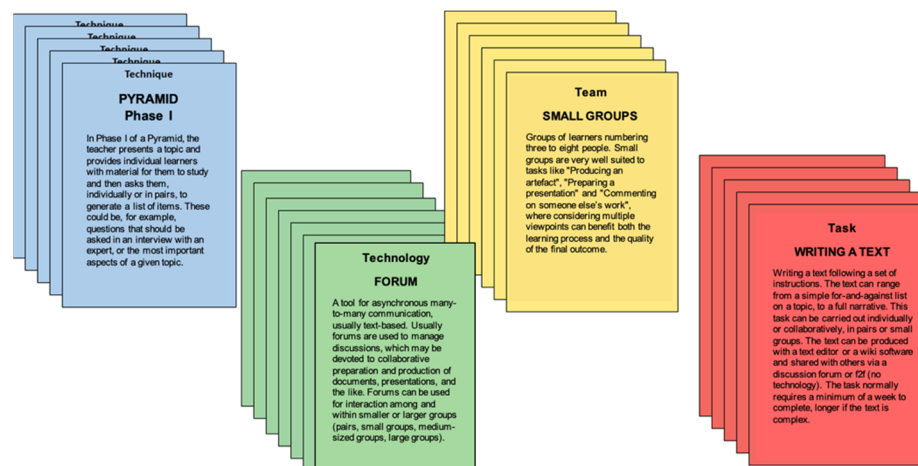 Technique
Technique
Technique
Technique
Technique
PYRAMID
Phase I
In Phase I of a Pyramid, the
teacher presents a topic and
provides individual learners
with material for them to study
and then asks them,
individually or in pairs, to
generate a list of items. These
could be, for example,
questions that should be
asked in an interview with an
expert, or the most important
aspects of a given topic.
Technology
FORUM
A tool for asynchronous many-
to-many communication,
usually text-based. Usually
forums are used to manage
discussions, which may be
devoted to collaborative
preparation and production of
documents, presentations, and
the like. Forums can be used
for interaction among and
within smaller or larger groups
(pairs, small groups, medium-
sized groups, large groups).
Team
SMALL GROUPS
Groups of learners numbering
three to eight people. Small
groups are very well suited to
tasks like "Producing an
artefact", "Preparing a
presentation" and "Commenting
on someone else's work",
where considering multiple
viewpoints can benefit both the
learning process and the quality
of the final outcome.
Task
WRITING A TEXT
Writing a text following a set of
instructions. The text can range
from a simple for-and-against list
on a topic, to a full narrative. This
task can be carried out individually
or collaboratively, in pairs or small
groups. The text can be produced
with a text editor or a wiki software
and shared with others via a
discussion forum or f2f (no
technology). The task normally
requires a minimum of a week to
complete, longer if the text is
complex.